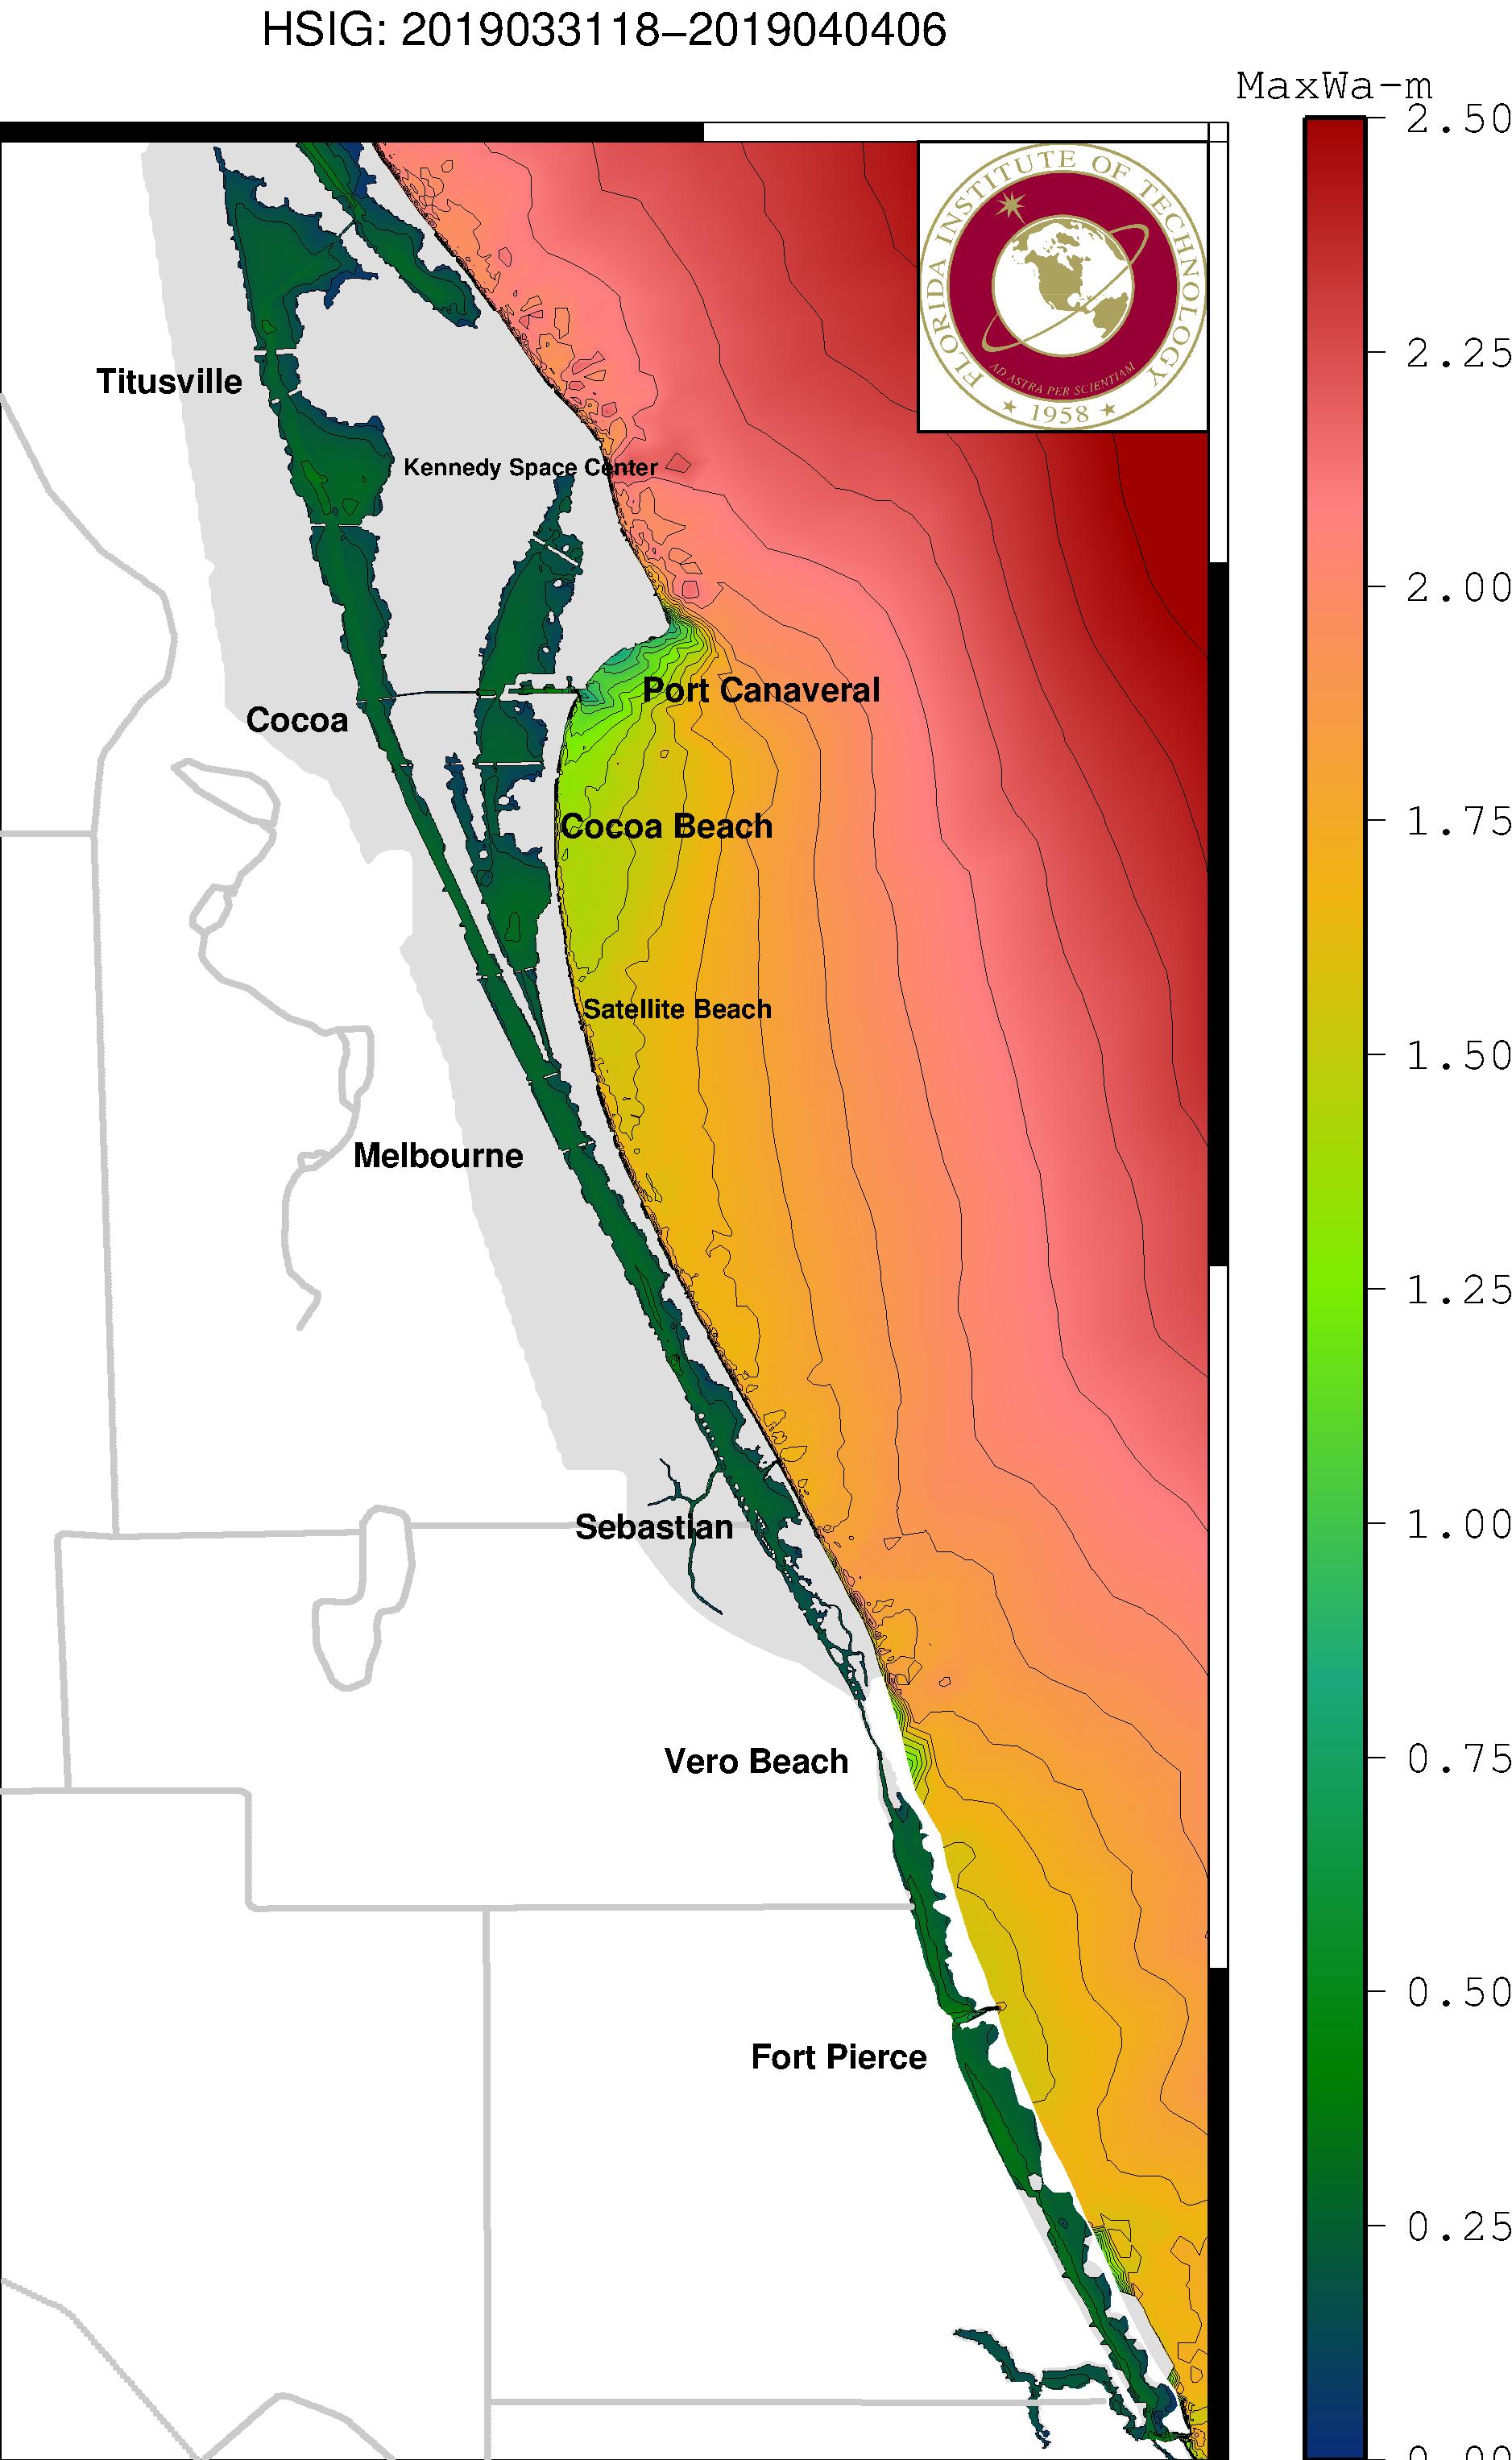 HSIG: 2019033118–2019040406
MaxWa-m
2.50
2.25
2.00
1.75
1.50
1.25
1.00
0.75
0.50
0.25
0.00
FLORIDA INSTITUTE OF TECHNOLOGY
AD ASTRA PER SCIENTIAM
★ 1958 ★
Titusville
Kennedy Space Center
Port Canaveral
Cocoa
Cocoa Beach
Satellite Beach
Melbourne
Sebastian
Vero Beach
Fort Pierce